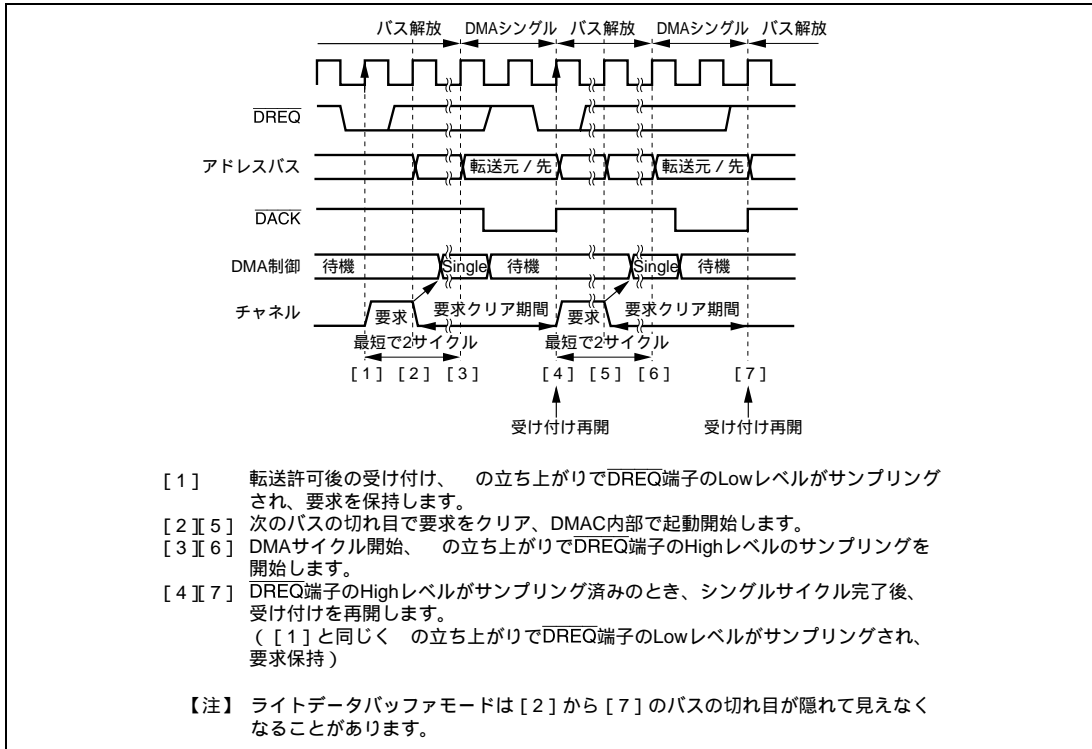 バス解放 DMAシングル バス解放 DMAシングル バス解放
DREQ
アドレスバス 転送元 / 先 転送元 / 先
DACK
DMA制御 待機 Single 待機 Single 待機
チャネル 要求 要求クリア期間 要求 要求クリア期間
最短で2サイクル 最短で2サイクル
[1] [2] [3] [4] [5] [6] [7]
受け付け再開 受け付け再開
[1] 転送許可後の受け付け、 の立ち上がりでDREQ端子のLowレベルがサンプリング
され、要求を保持します。
[2][5] 次のバスの切れ目で要求をクリア、DMAC内部で起動開始します。
[3][6] DMAサイクル開始、 の立ち上がりでDREQ端子のHighレベルのサンプリングを
開始します。
[4][7] DREQ端子のHighレベルがサンプリング済みのとき、シングルサイクル完了後、
受け付けを再開します。
([1]と同じく の立ち上がりでDREQ端子のLowレベルがサンプリングされ、
要求保持)
【注】 ライトデータバッファモードは[2]から[7]のバスの切れ目が隠れて見えなく
なることがあります。